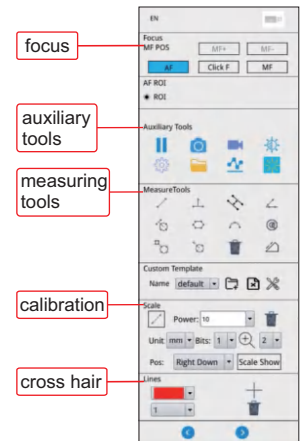 EN
Focus
focus
MF POS
MF+
MF-
AF
Click F
MF
AF ROI
ROI
auxiliary
tools
Auxiliary Tools
measuring
tools
MeasureTools
Custom Template
Name
default
calibration
Scale
Power:
10
Unit
mm
Bits:
1
2
Pos:
Right Down
Scale Show
cross hair
Lines
1